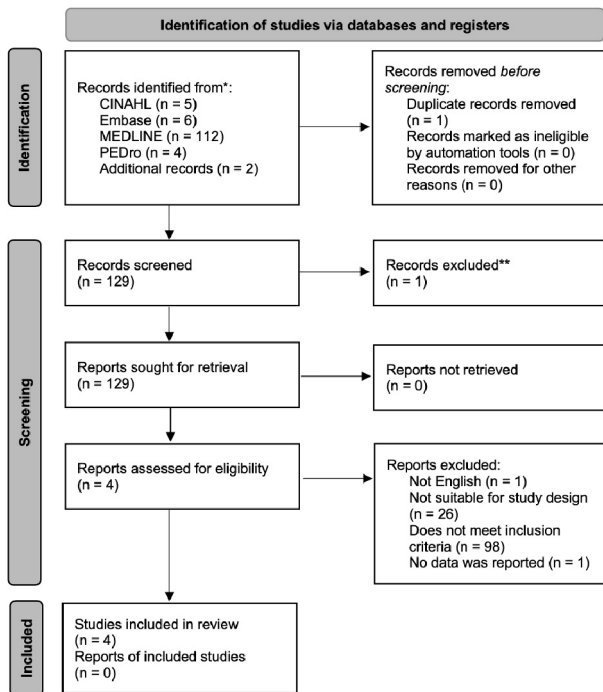 Identification of studies via databases and registers
Identification
Records identified from*:
CINAHL (n = 5)
Embase (n = 6)
MEDLINE (n = 112)
PEDro (n = 4)
Additional records (n = 2)
Records removed before
screening:
Duplicate records removed
(n = 1)
Records marked as ineligible
by automation tools (n = 0)
Records removed for other
reasons (n = 0)
Screening
Records screened
(n = 129)
Records excluded**
(n = 1)
Reports sought for retrieval
(n = 129)
Reports not retrieved
(n = 0)
Reports assessed for eligibility
(n = 4)
Reports excluded:
Not English (n = 1)
Not suitable for study design
(n = 26)
Does not meet inclusion
criteria (n = 98)
No data was reported (n = 1)
Included
Studies included in review
(n = 4)
Reports of included studies
(n = 0)